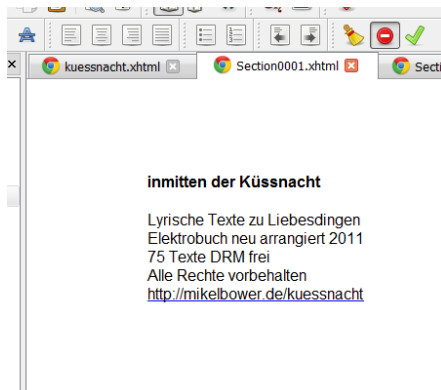 kuessnacht.xhtml
Section0001.xhtml
Secti
inmitten der Küssnacht
Lyrische Texte zu Liebesdingen
Elektrobuch neu arrangiert 2011
75 Texte DRM frei
Alle Rechte vorbehalten
http://mikelbower.de/kuessnacht